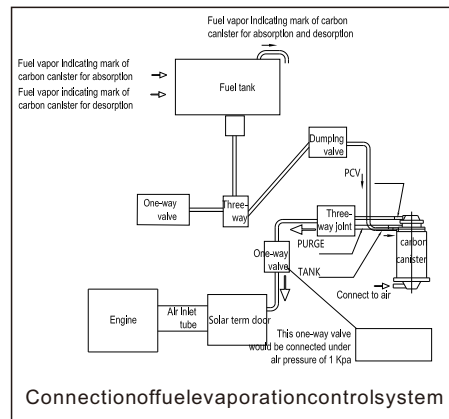 Fuel vapor Indicating mark of carbon
canister for absorption and desorption
Fuel vapor Indicating mark of
carbon canister for absorption
Fuel vapor indicating mark of
carbon canister for desorption
Fuel tank
Dumping
valve
PCV
One-way
valve
Three-
way
Three-
way joint
PURGE
carbon
canister
One-way
valve
TANK
Connect to air
Engine
Air Inlet
tube
Solar term door
This one-way valve
would be connected under
air pressure of 1 Kpa
Connectionoffuelevaporationcontrolsystem